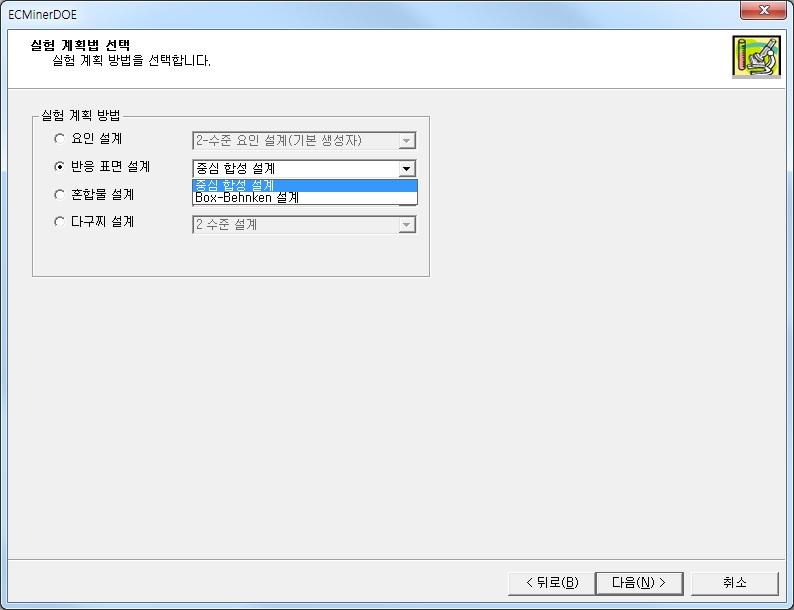 ECMinerDOE
실험 계획법 선택
실험 계획 방법을 선택합니다.
실험 계획 방법
요인 설계
2-수준 요인 설계(기본 생성자)
반응 표면 설계
중심 합성 설계
중심 합성 설계
혼합물 설계
Box-Behnken 설계
다구찌 설계
2 수준 설계
< 뒤로(B)
다음(N) >
취소